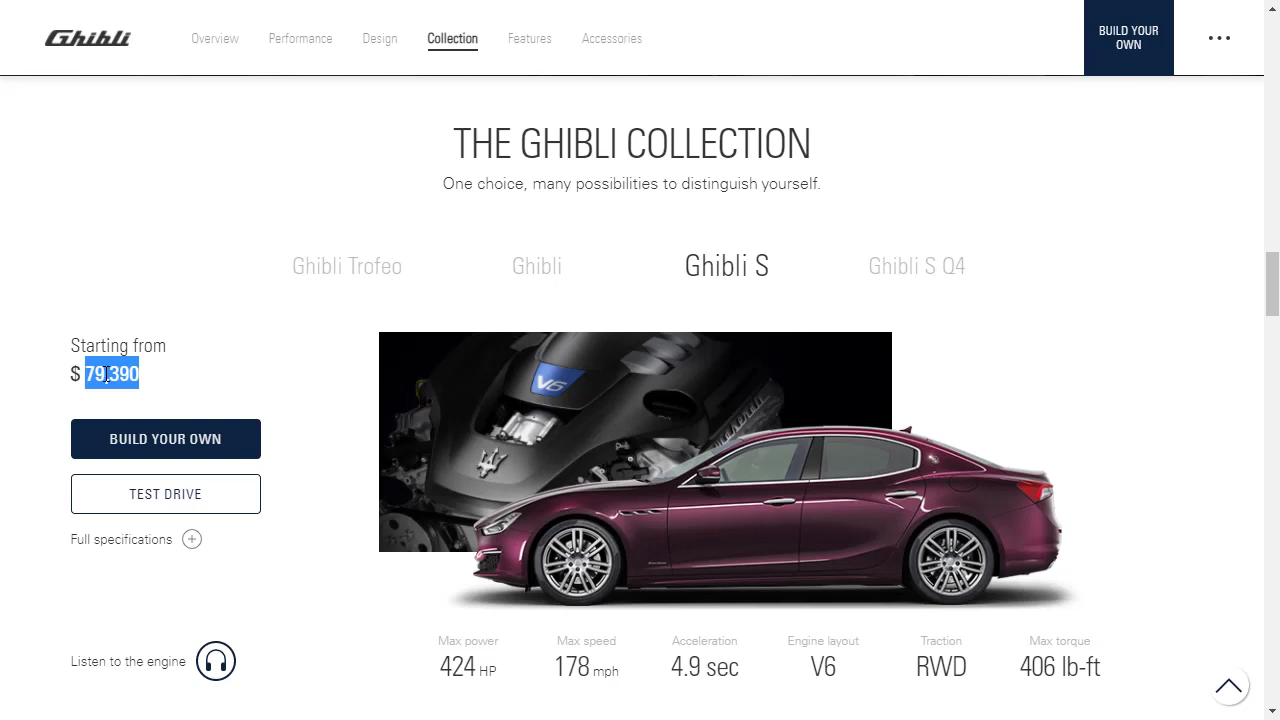 Ghibli
Overview
Performance
Design
Collection
Features
Accessories
BUILD YOUR
OWN
THE GHIBLI COLLECTION
One choice, many possibilities to distinguish yourself.
Ghibli Trofeo
Ghibli
Ghibli S
Ghibli S Q4
Starting from
$ 79,390
BUILD YOUR OWN
TEST DRIVE
Full specifications
Listen to the engine
V6
Max power
424 HP
Max speed
178 mph
Acceleration
4.9 sec
Engine layout
V6
Traction
RWD
Max torque
406 lb-ft